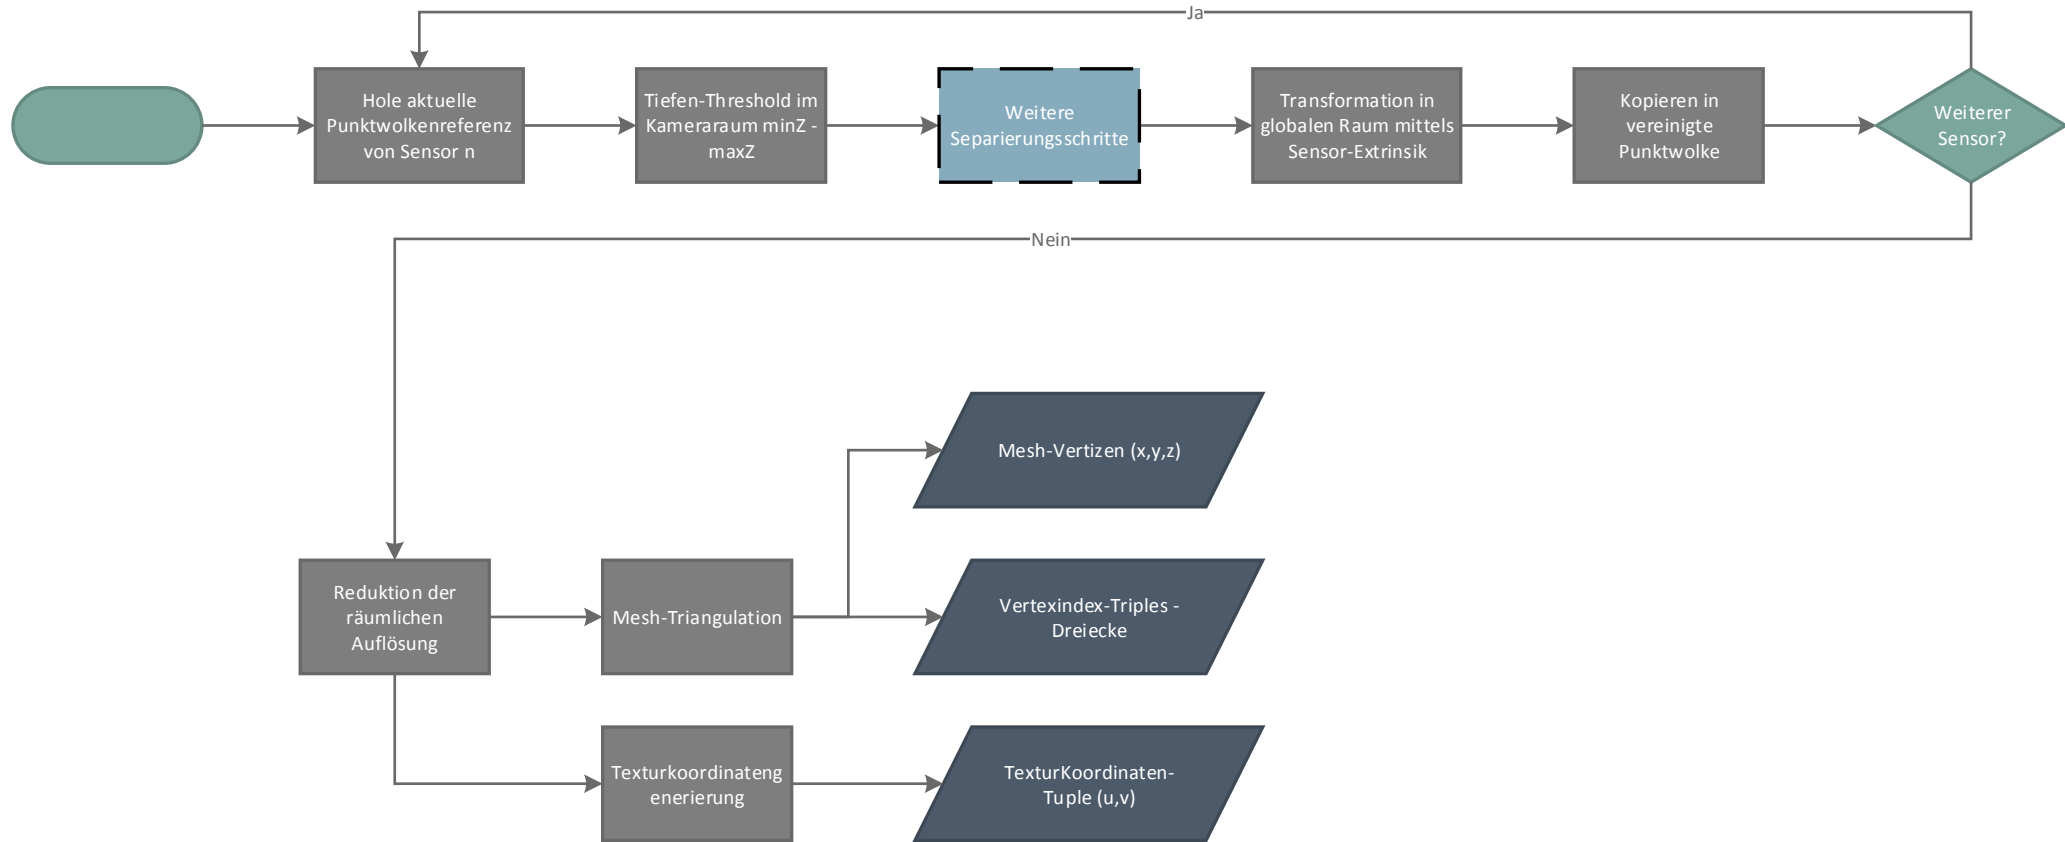 Ja
Hole aktuelle
Punktwolkenreferenz
von Sensor n
Tiefen-Threshold im
Kameraraum minZ -
maxZ
Weitere
Separierungsschritte
Transformation in
globalen Raum mittels
Sensor-Extrinsik
Kopieren in
vereinigte
Punktwolke
Weiterer
Sensor?
Nein
Mesh-Vertizen (x,y,z)
Reduktion der
räumlichen
Auflösung
Mesh-Triangulation
Vertexindex-Triples -
Dreiecke
Texturkoordinateng
enerierung
TexturKoordinaten-
Tuple (u,v)